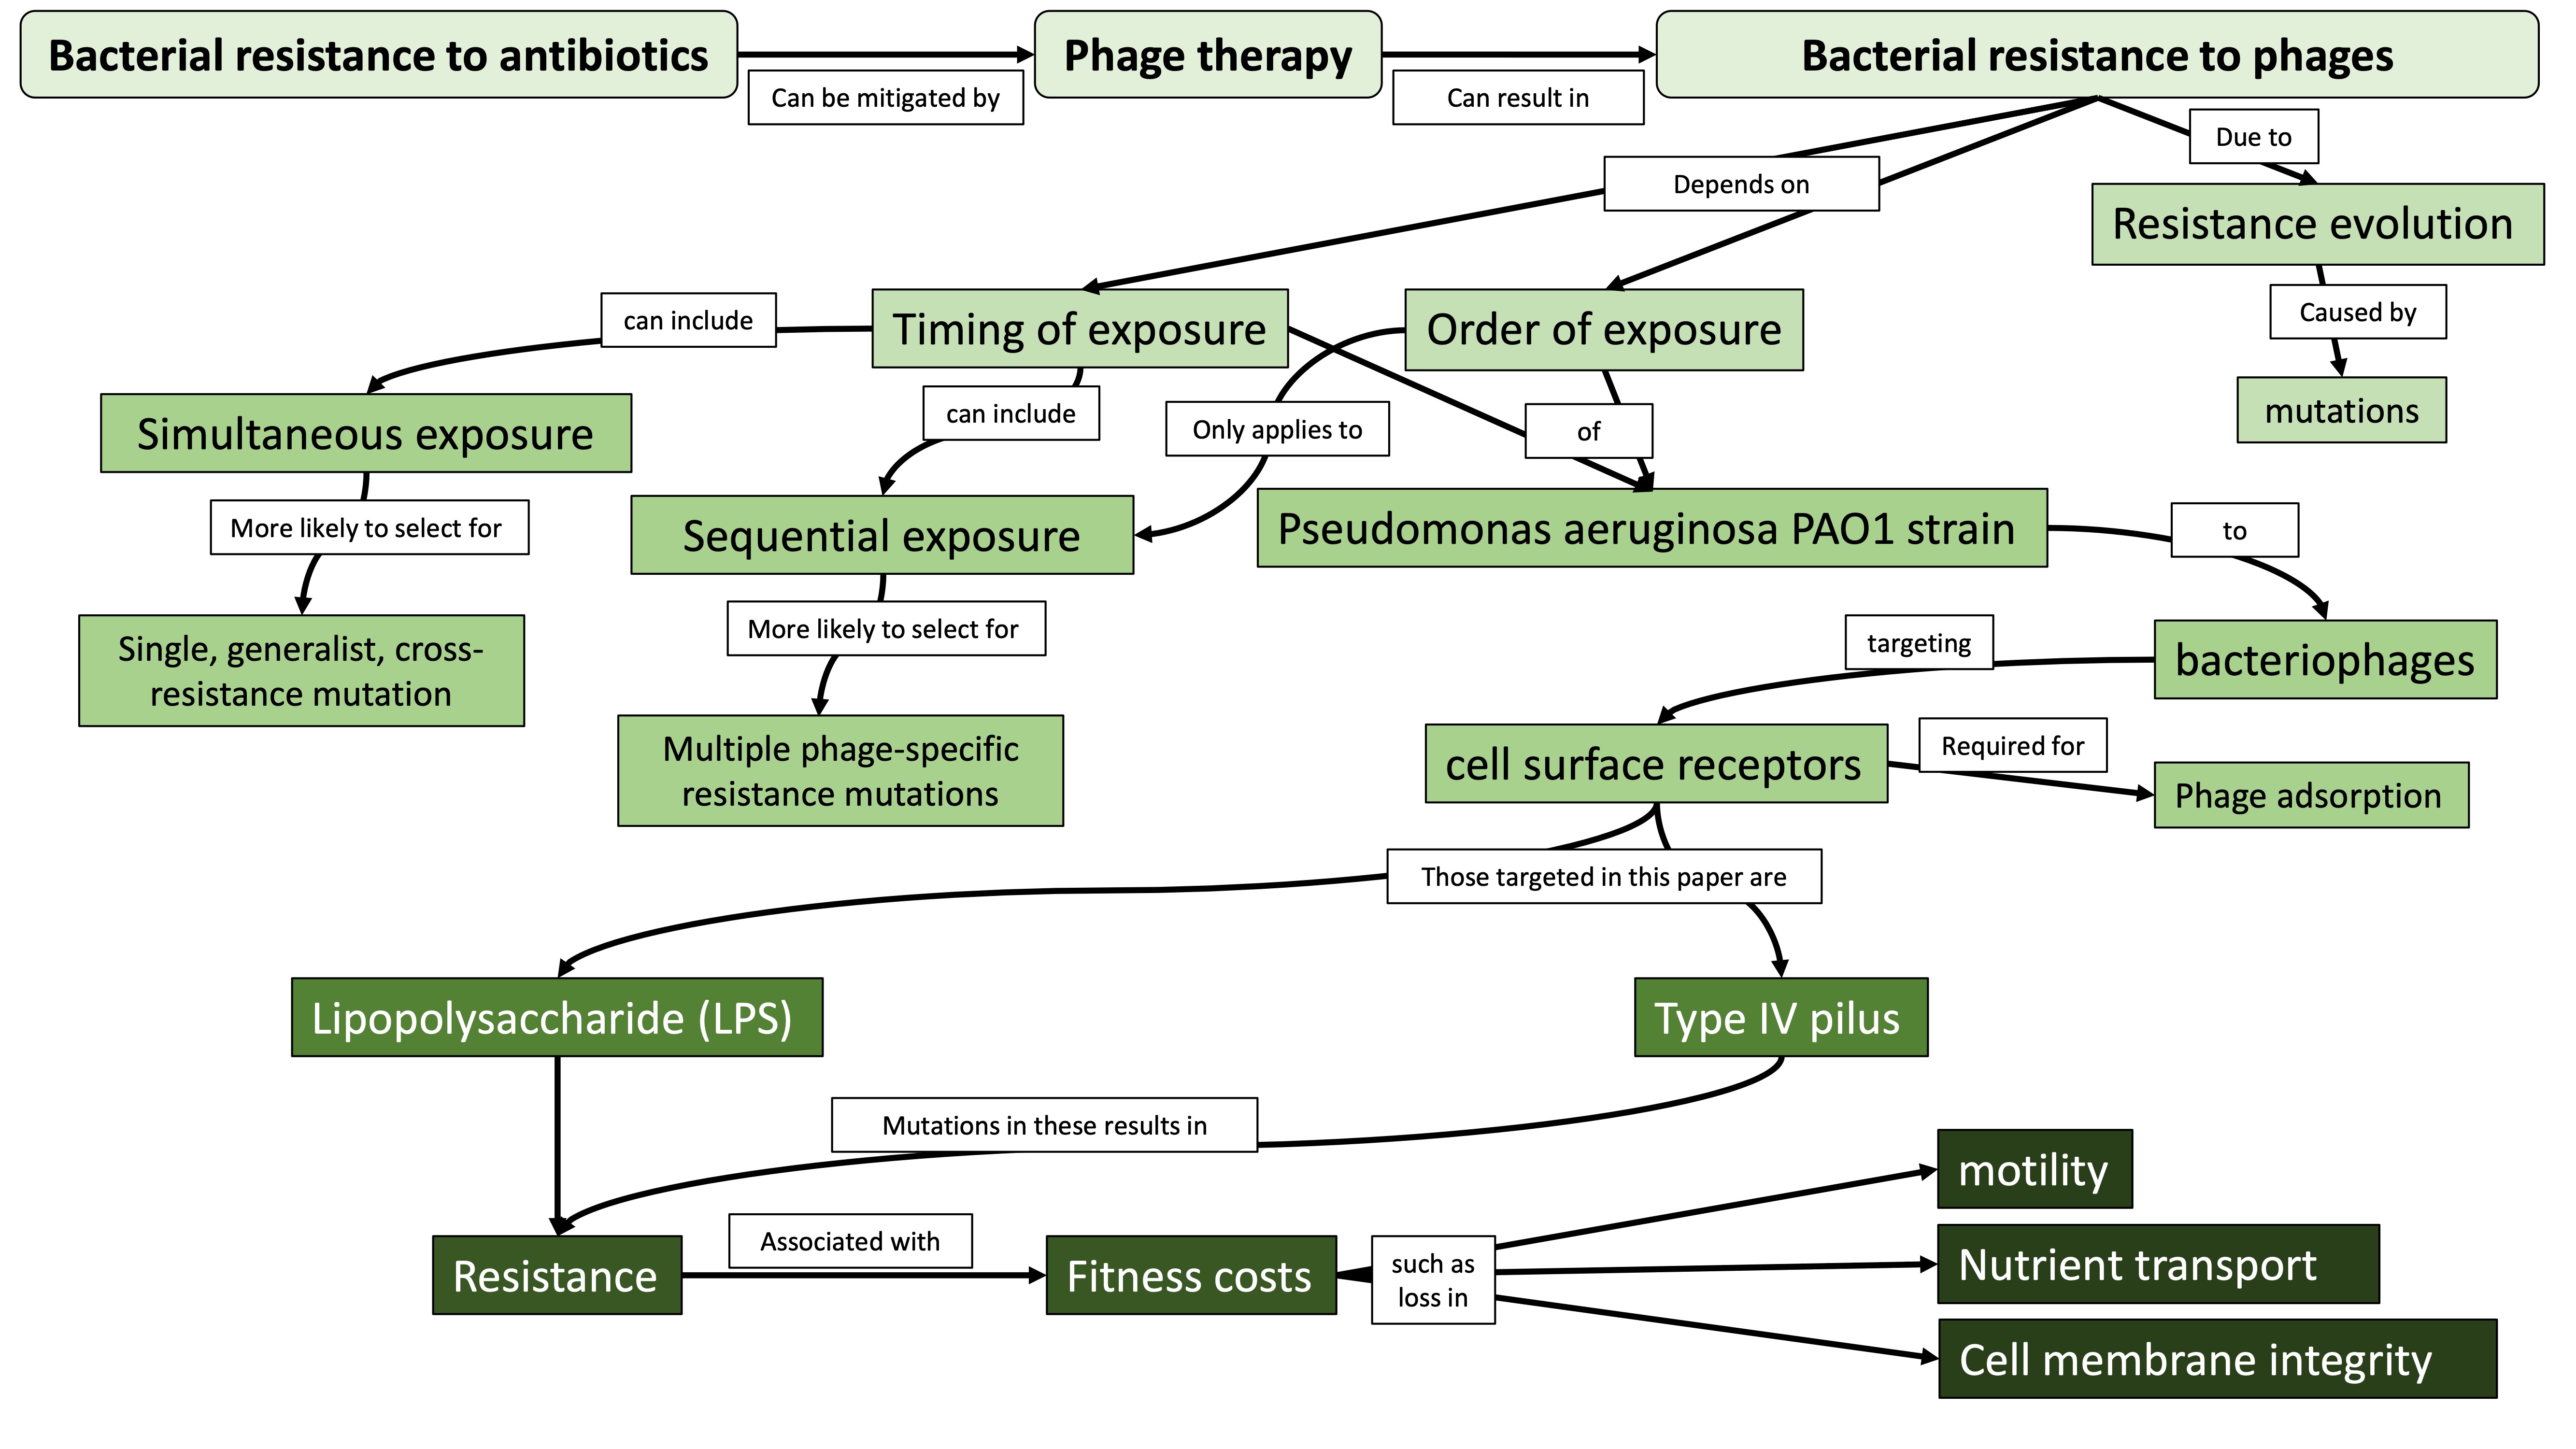 Bacterial resistance to antibiotics
Can be mitigated by
Phage therapy
Can result in
Bacterial resistance to phages
Due to
Depends on
Resistance evolution
Caused by
mutations
can include
Timing of exposure
Order of exposure
Simultaneous exposure
can include
Only applies to
of
More likely to select for
Sequential exposure
Pseudomonas aeruginosa PAO1 strain
to
Single, generalist, cross-
resistance mutation
More likely to select for
targeting
bacteriophages
Multiple phage-specific
resistance mutations
cell surface receptors
Required for
Phage adsorption
Those targeted in this paper are
Lipopolysaccharide (LPS)
Type IV pilus
Mutations in these results in
Resistance
Associated with
Fitness costs
such as
loss in
motility
Nutrient transport
Cell membrane integrity